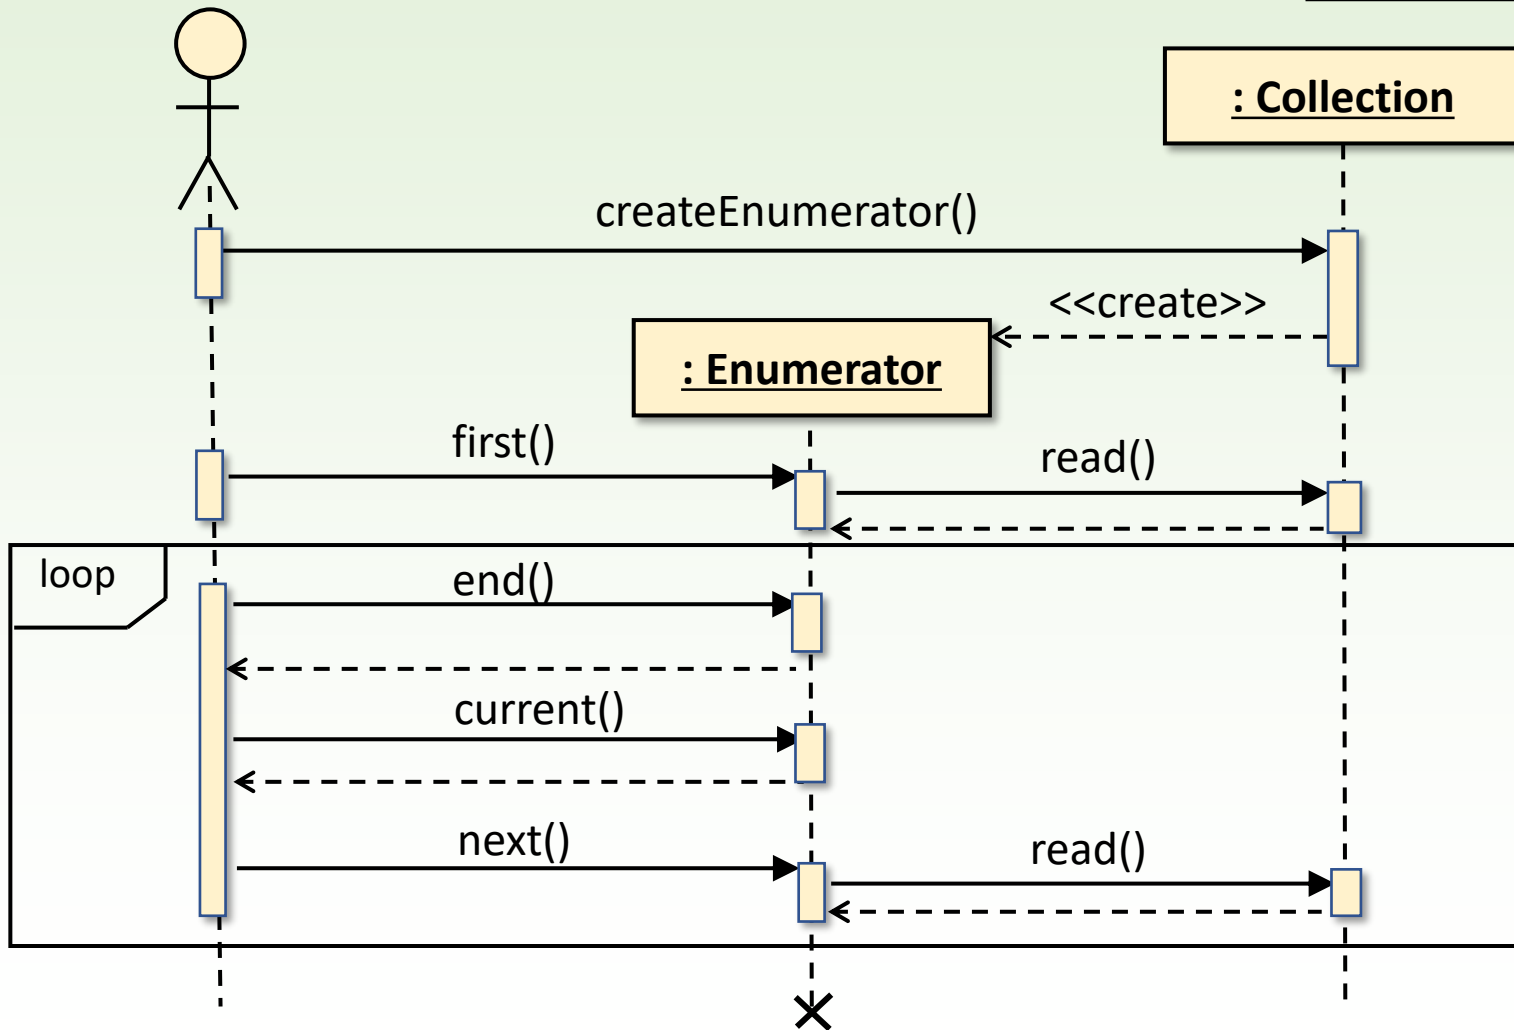 : Collection
createEnumerator()
<<create>>
: Enumerator
first()
read()
loop
end()
current()
next()
read()